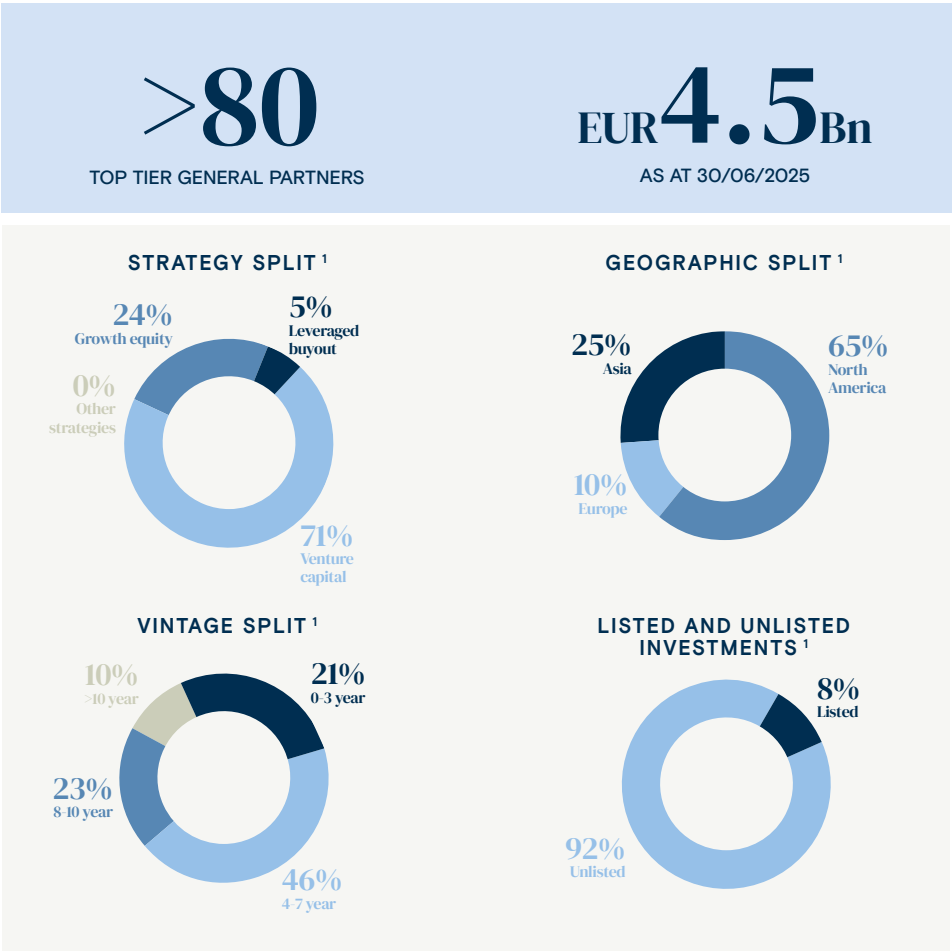 >80
TOP TIER GENERAL PARTNERS
EUR4.5Bn
AS AT 30/06/2025
STRATEGY SPLIT 1
24%
Growth equity
5%
Leveraged
buyout
0%
Other
strategies
71%
Venture
capital
GEOGRAPHIC SPLIT 1
25%
Asia
65%
North
America
10%
Europe
VINTAGE SPLIT 1
10%
>10 year
21%
0-3 year
23%
8-10 year
46%
4-7 year
LISTED AND UNLISTED
INVESTMENTS 1
8%
Listed
92%
Unlisted